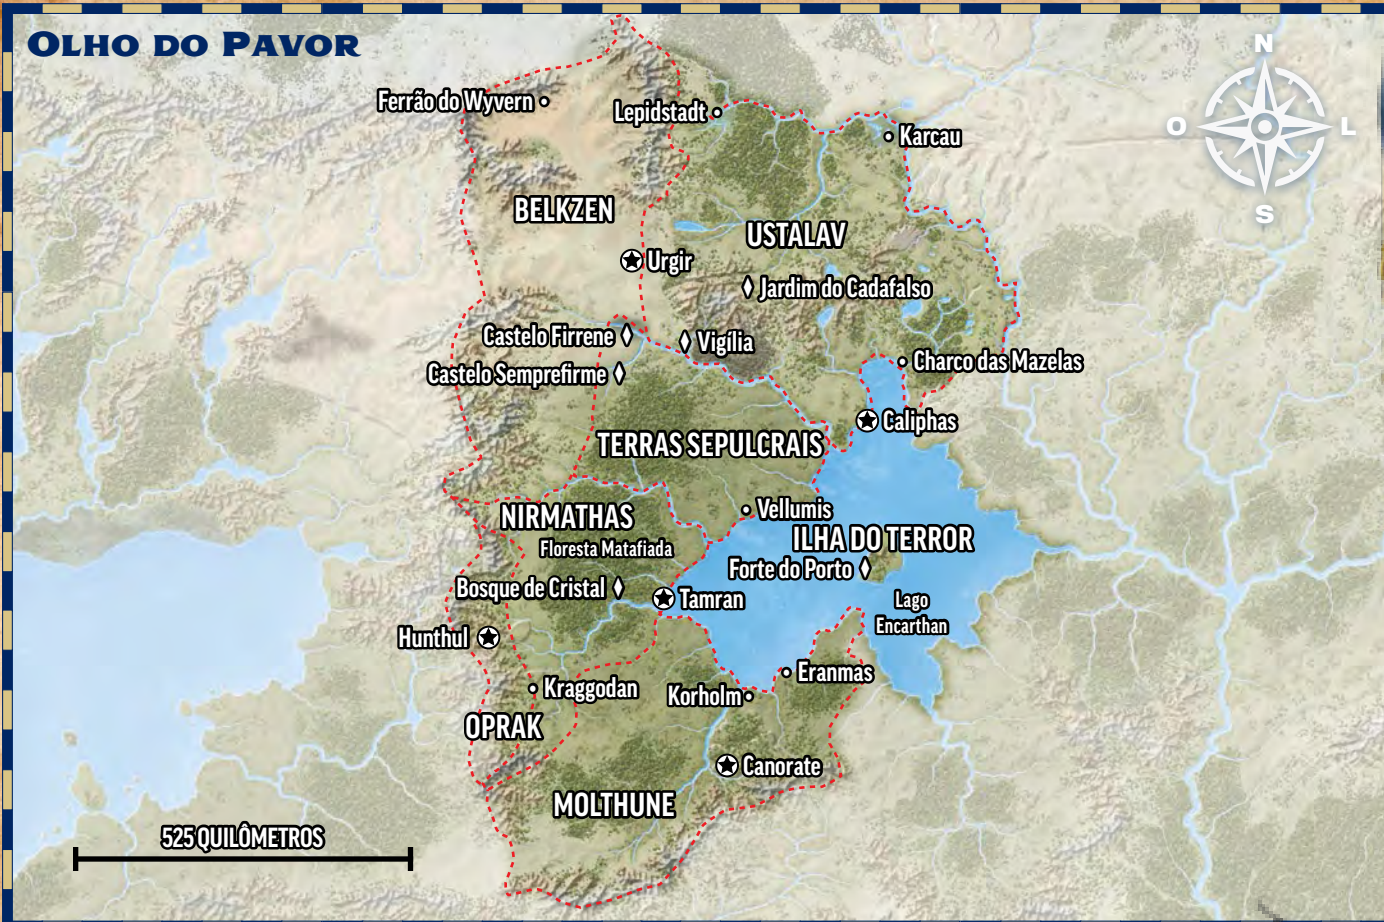 OLHO DO PAVOR
N
Ferrão do Wyvern
Lepidstadt
Karcau
O
L
S
BELKZEN
USTALAV
Urgir
Jardim do Cadafalso
Castelo Firrene
Vigília
Charco das Mazelas
Castelo Semprefirme
Caliphas
TERRAS SEPULCRAIS
Vellumis
NIRMATHAS
ILHA DO TERROR
Floresta Matafiada
Forte do Porto
Bosque de Cristal
Tamran
Lago
Encarthan
Hunthul
Eranmas
Kraggodan
Korholm
OPRAK
Canorate
MOLTHUNE
525 QUILÔMETROS